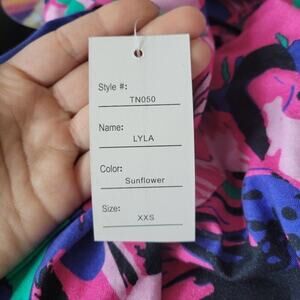 Style #:
TN050
Name:
LYLA
Color:
Sunflower
Size:
XXS